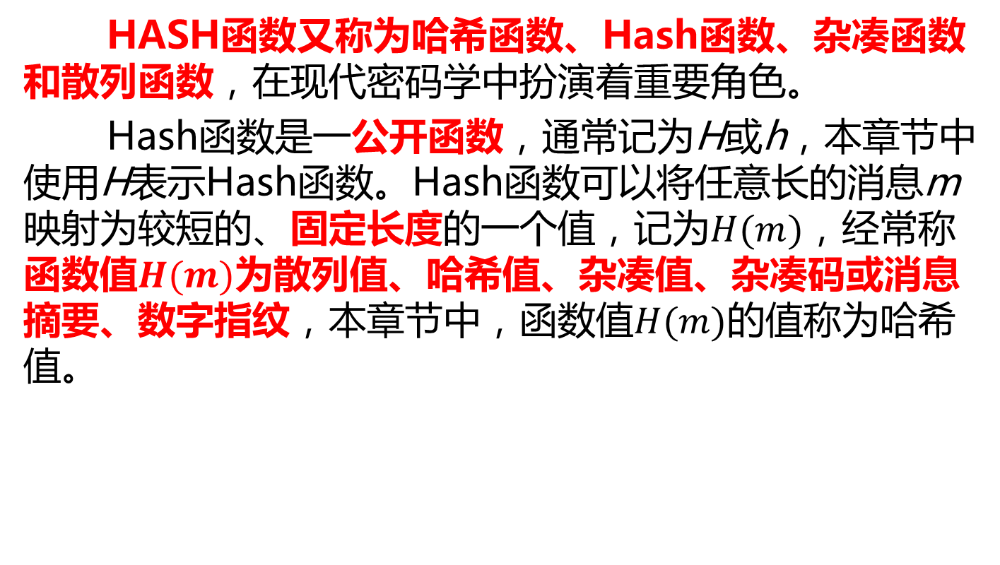 HASH函数又称为哈希函数、Hash函数、杂凑函数
和散列函数，在现代密码学中扮演着重要角色。
Hash函数是一公开函数，通常记为H或h，本章节中
使用H表示Hash函数。Hash函数可以将任意长的消息m
映射为较短的、固定长度的一个值，记为H(m)，经常称
函数值H(m)为散列值、哈希值、杂凑值、杂凑码或消息
摘要、数字指纹，本章节中，函数值H(m)的值称为哈希
值。